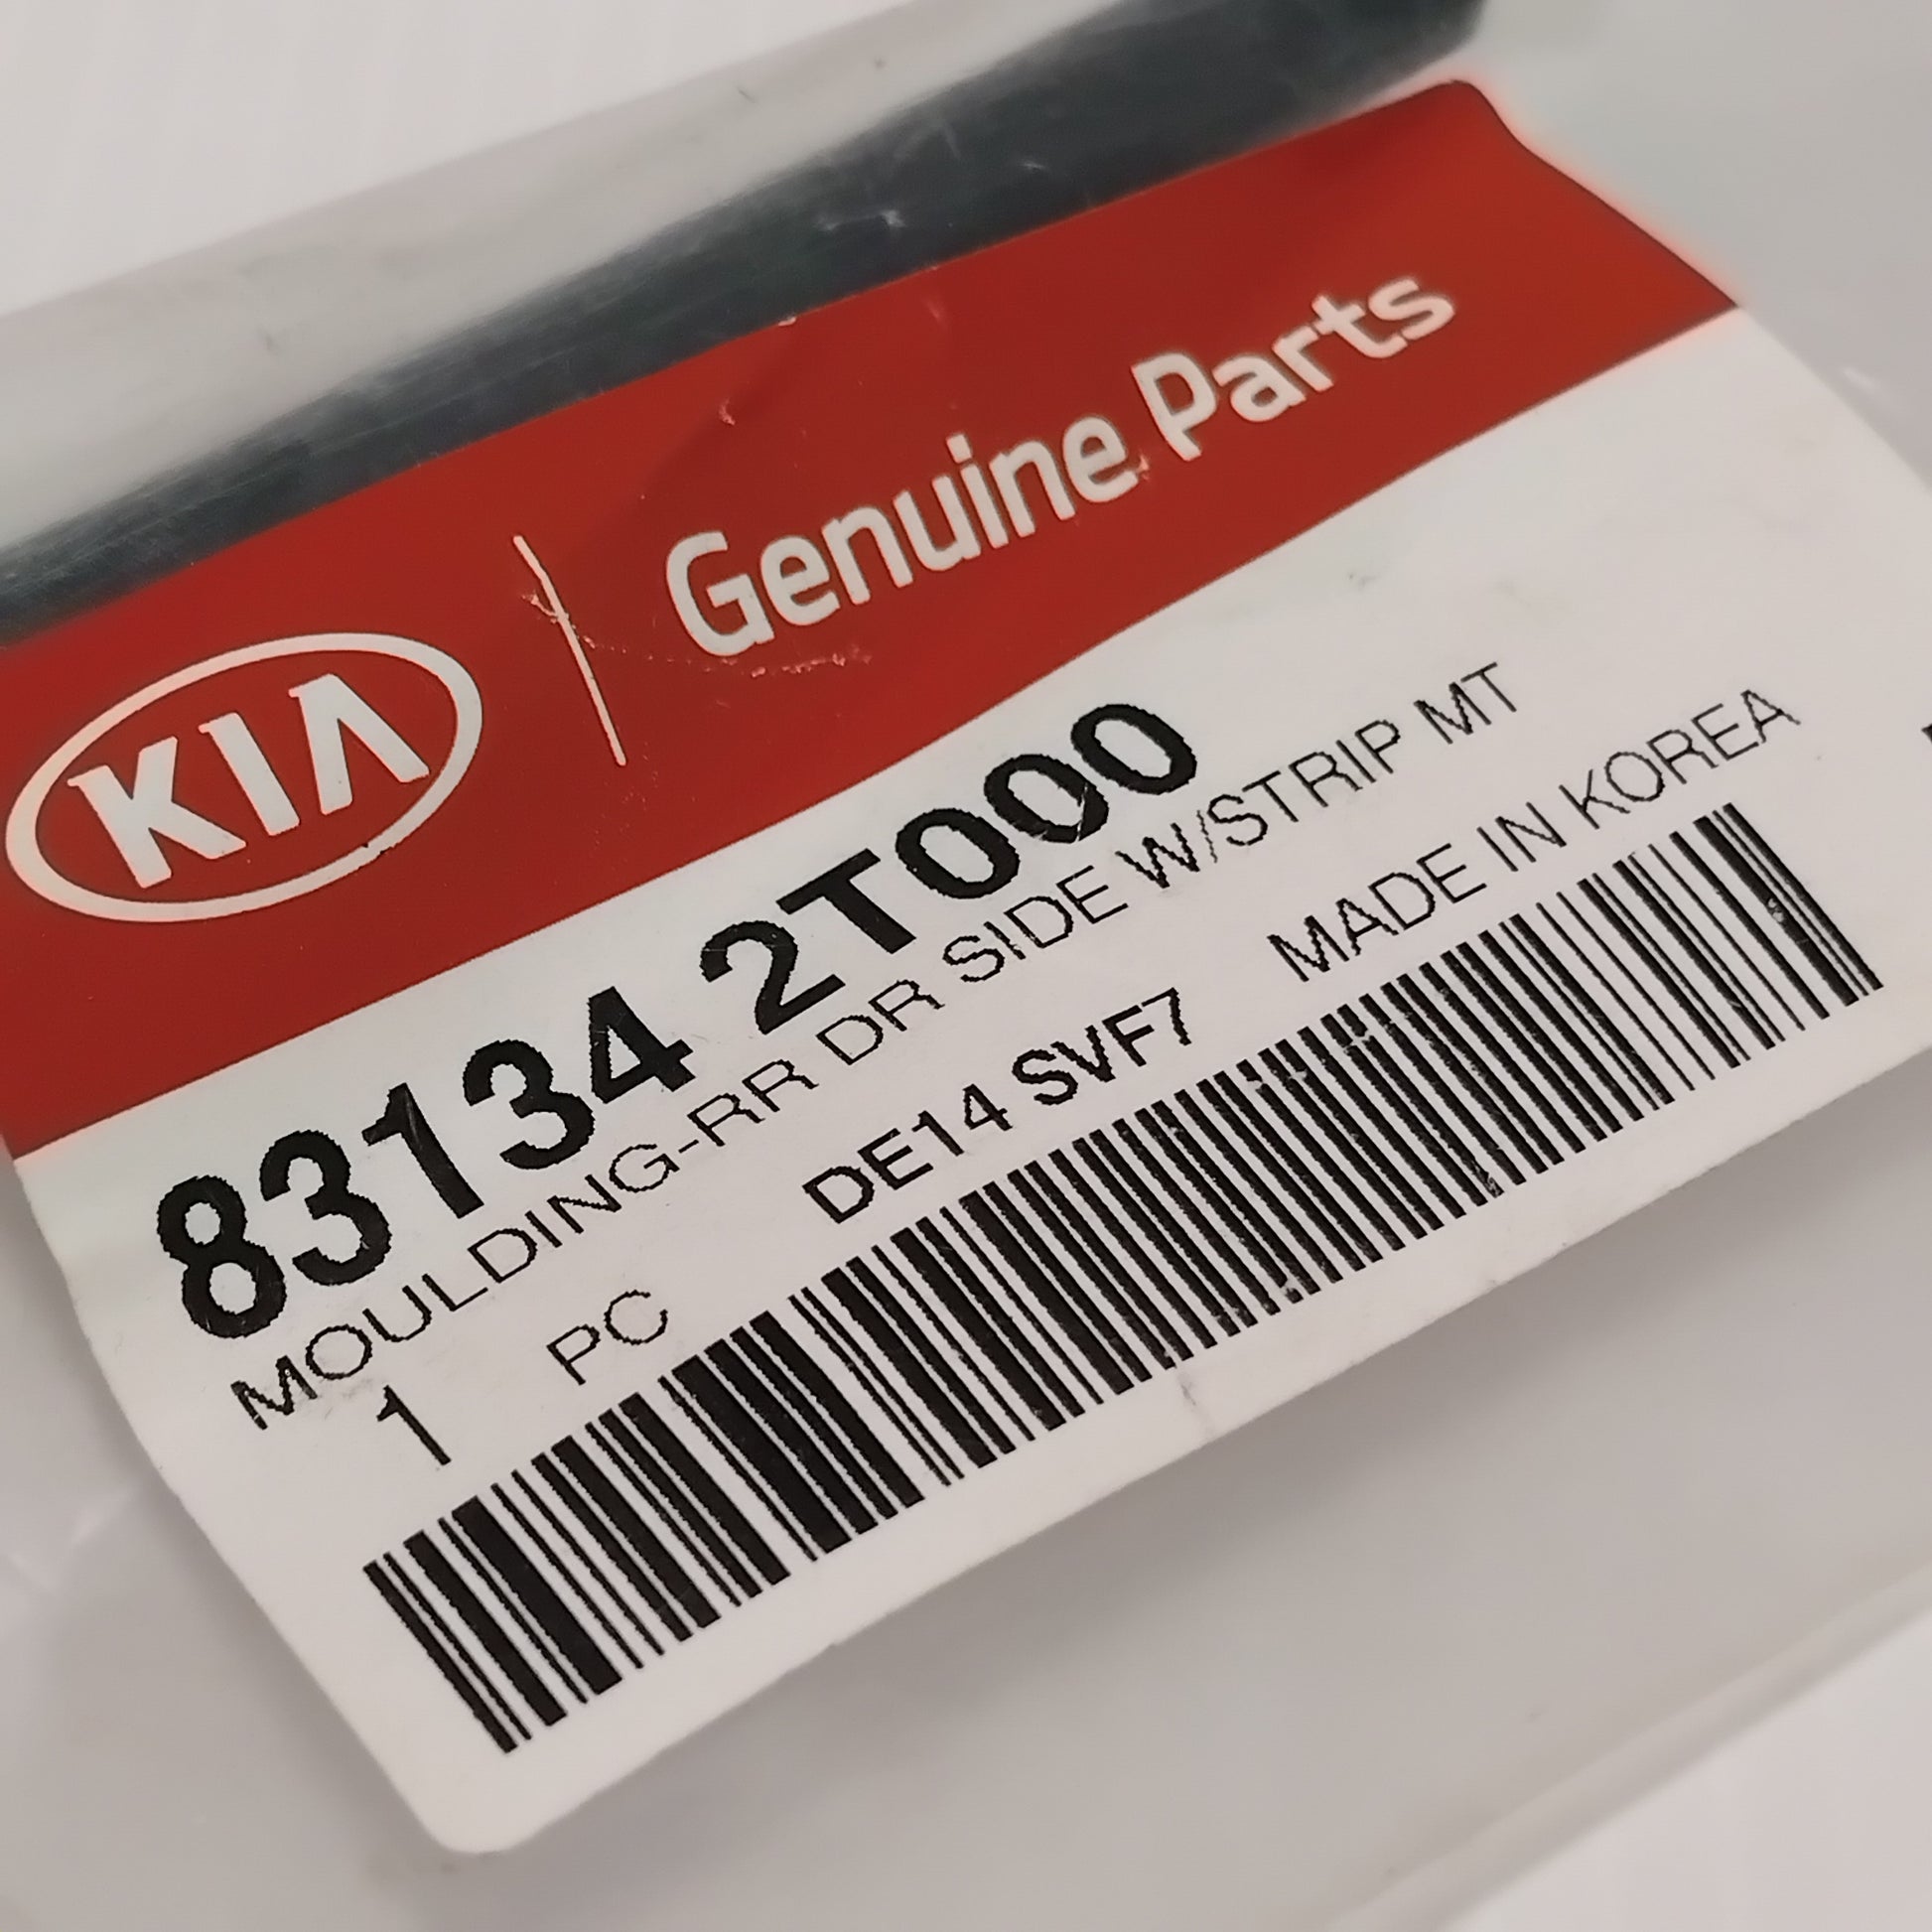 KIA Genuine Parts
83134 2T000
MOULDING-RR DR SIDE W/STRIP MT
1 PC DE14 SVF7 MADE IN KOREA